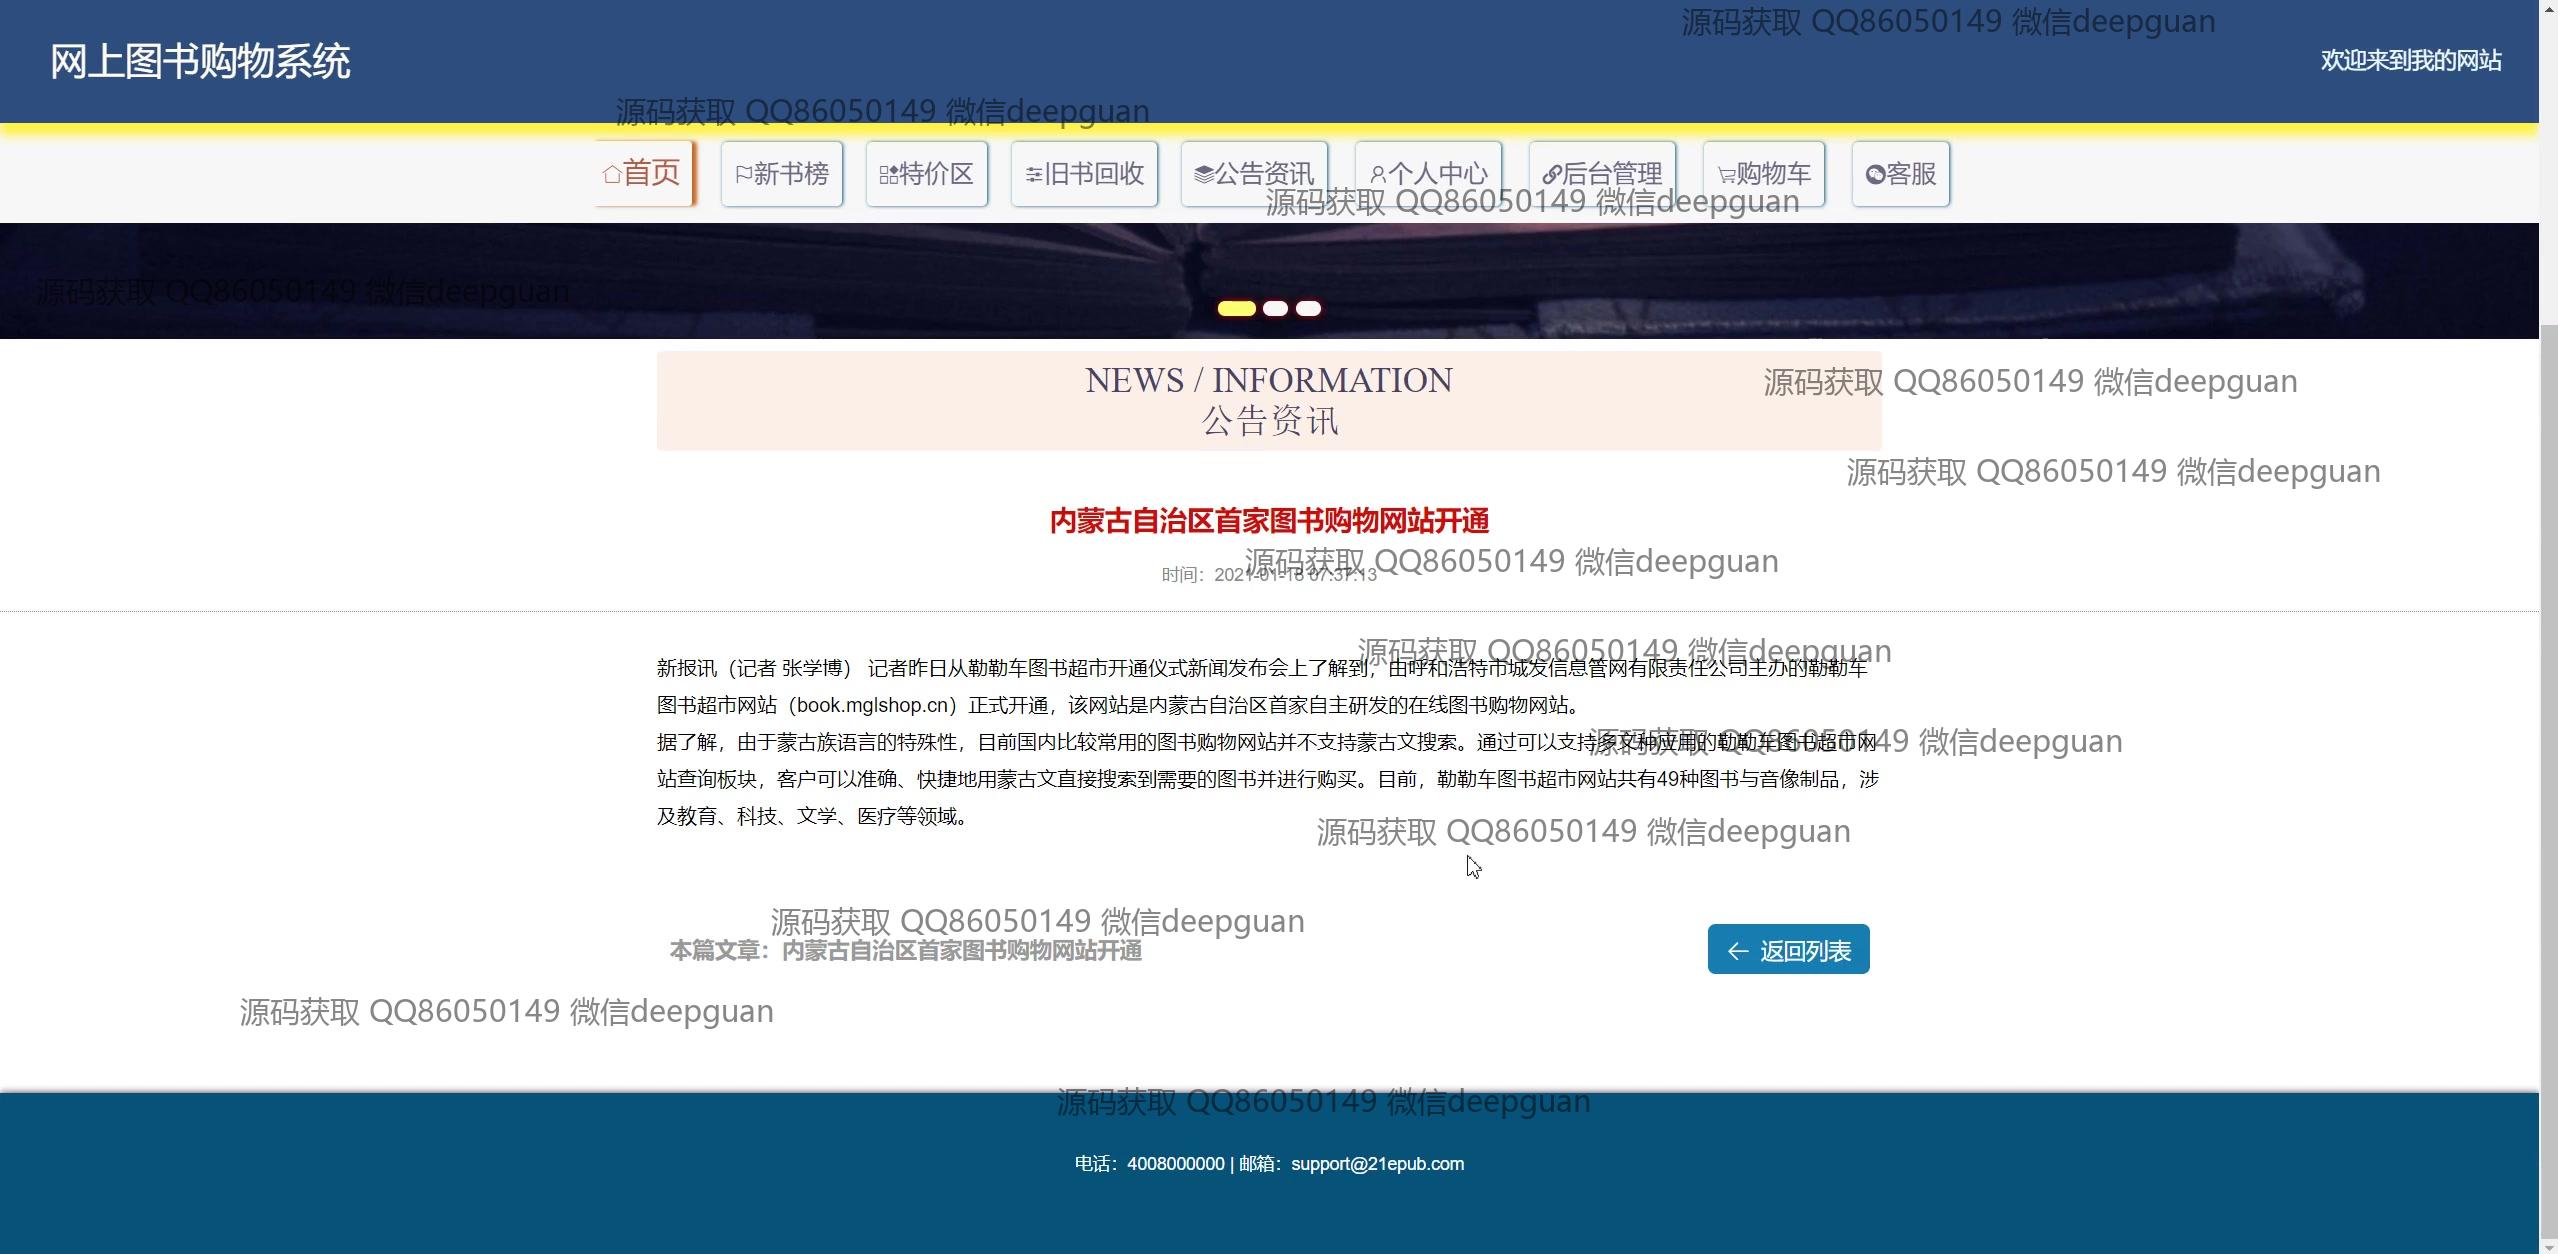 源码获取 QQ86050149 微信deepguan
网上图书购物系统
欢迎来到我的网站
源码获取 QQ86050149 微信deepguan
首页 新书榜 特价区 旧书回收 公告资讯 个人中心 后台管理 购物车 客服
源码获取 QQ86050149 微信deepguan
源码获取 QQ86050149 微信deepguan
NEWS / INFORMATION
源码获取 QQ86050149 微信deepguan
公告资讯
源码获取 QQ86050149 微信deepguan
内蒙古自治区首家图书购物网站开通
源码获取 QQ86050149 微信deepguan
时间：2021-01-18 07:37:13
源码获取 QQ86050149 微信deepguan
新报讯（记者 张学博） 记者昨日从勒勒车图书超市开通仪式新闻发布会上了解到，由呼和浩特市城发信息管网有限责任公司主办的勒勒车
图书超市网站（book.mglshop.cn）正式开通，该网站是内蒙古自治区首家自主研发的在线图书购物网站。
源码获取 QQ86050149 微信deepguan
据了解，由于蒙古族语言的特殊性，目前国内比较常用的图书购物网站并不支持蒙古文搜索。通过可以支持多文种应用的勒勒车图书超市网
站查询板块，客户可以准确、快捷地用蒙古文直接搜索到需要的图书并进行购买。目前，勒勒车图书超市网站共有49种图书与音像制品，涉
及教育、科技、文学、医疗等领域。
源码获取 QQ86050149 微信deepguan
源码获取 QQ86050149 微信deepguan
本篇文章：内蒙古自治区首家图书购物网站开通
返回列表
源码获取 QQ86050149 微信deepguan
源码获取 QQ86050149 微信deepguan
电话：4008000000 | 邮箱：support@21epub.com